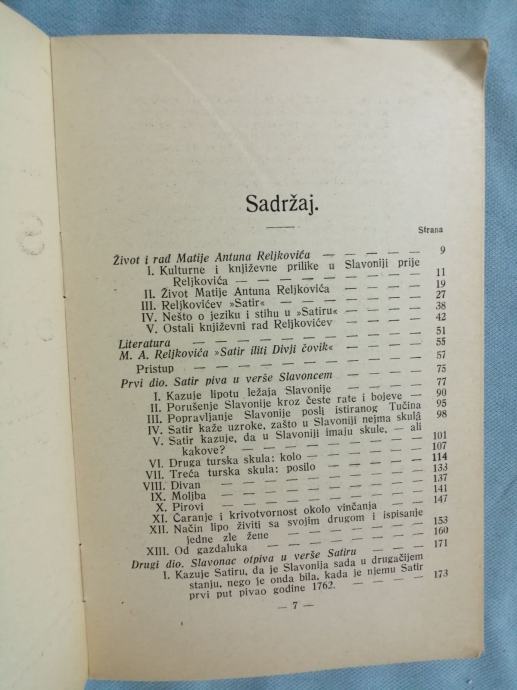 Sadržaj.
Strana
Život i rad Matije Antuna Reljkovića — — — — — 9
I. Kulturne i književne prilike u Slavoniji prije
Reljkovića — — — — — — — — — 11
II. Život Matije Antuna Reljkovića — — — — 19
III. Reljkovićev »Satir« — — — — — — — 27
IV. Nešto o jeziku i stihu u »Satiru« — — — — 38
V. Ostali književni rad Reljkovićev — — — — 42
Literatura — — — — — — — — — — — 51
M. A. Reljkovića »Satir iliti Divji čovik« — — — — 55
Pristup — — — — — — — — — — — 57
Prvi dio. Satir piva u verše Slavoncem — — — — 75
I. Kazuje lipotu ležaja Slavonije — — — — 77
II. Porušenje Slavonije kroz česte rate i bojeve — 90
III. Popravljanje Slavonije posli istiranog Tučina 95
IV. Satir kaže uzroke, zašto u Slavoniji nejma skula 98
V. Satir kazuje, da u Slavoniji imaju skule, — ali
kakove? — — — — — — — — — 101
VI. Druga turska skula: kolo — — — — — 107
VII. Treća turska skula: posilo — — — — — 114
VIII. Divan — — — — — — — — — — 133
IX. Moljba — — — — — — — — — — 137
X. Pirovi — — — — — — — — — — 141
XI. Čaranje i krivotvornost okolo vinčanja — — 147
XII. Način lipo živiti sa svojim drugom i ispisanje
jedne zle žene — — — — — — — — 153
XIII. Od gazdaluka — — — — — — — — 160
Drugi dio. Slavonac otpiva u verše Satiru — — — 171
I. Kazuje Satiru, da je Slavonija sada u drugačijem
stanju, nego je onda bila, kada je njemu Satir
prvi put pivao godine 1762. — — — — — 173
— 7 —